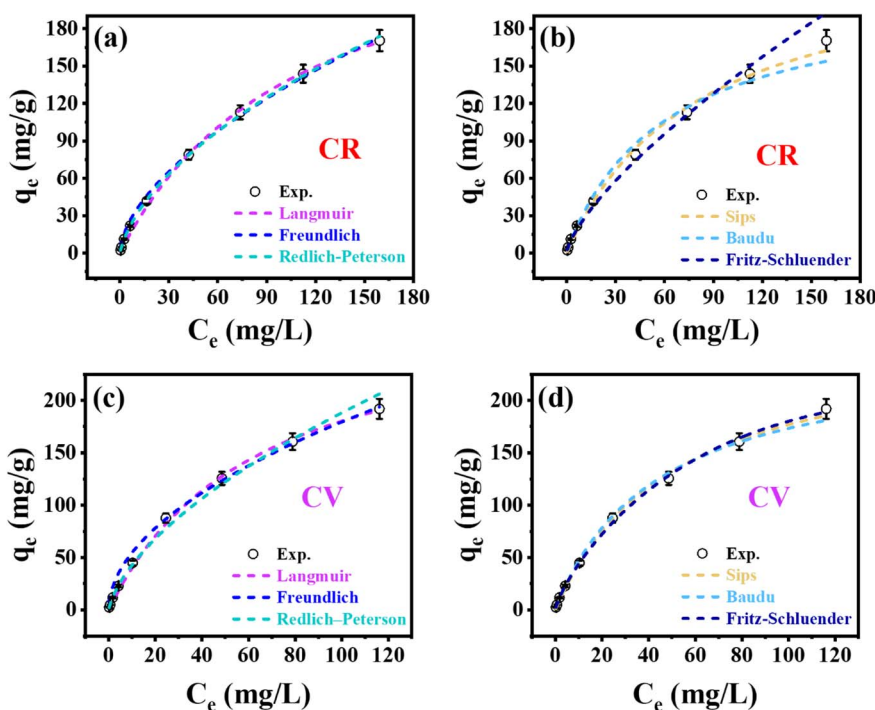 (a)
180
150
120
90
60
30
0
q_e (mg/g)
CR
Exp.
Langmuir
Freundlich
Redlich-Peterson
0 30 60 90 120 150 180
C_e (mg/L)
(b)
180
150
120
90
60
30
0
q_e (mg/g)
CR
Exp.
Sips
Baudu
Fritz-Schluender
0 30 60 90 120 150 180
C_e (mg/L)
(c)
200
150
100
50
0
q_e (mg/g)
CV
Exp.
Langmuir
Freundlich
Redlich–Peterson
0 20 40 60 80 100 120
C_e (mg/L)
(d)
200
150
100
50
0
q_e (mg/g)
CV
Exp.
Sips
Baudu
Fritz-Schluender
0 20 40 60 80 100 120
C_e (mg/L)